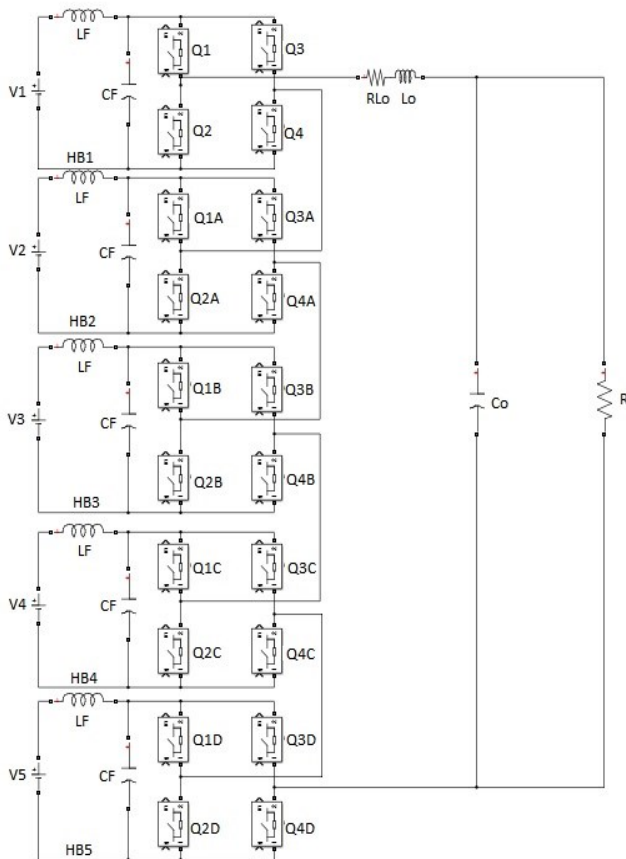 LF
Q1
Q3
V1
CF
RLo
Lo
Q2
Q4
HB1
LF
Q1A
Q3A
V2
CF
Q2A
Q4A
HB2
LF
Q1B
Q3B
V3
CF
Co
R
Q2B
Q4B
HB3
LF
Q1C
Q3C
V4
CF
Q2C
Q4C
HB4
LF
Q1D
Q3D
V5
CF
Q2D
Q4D
HB5